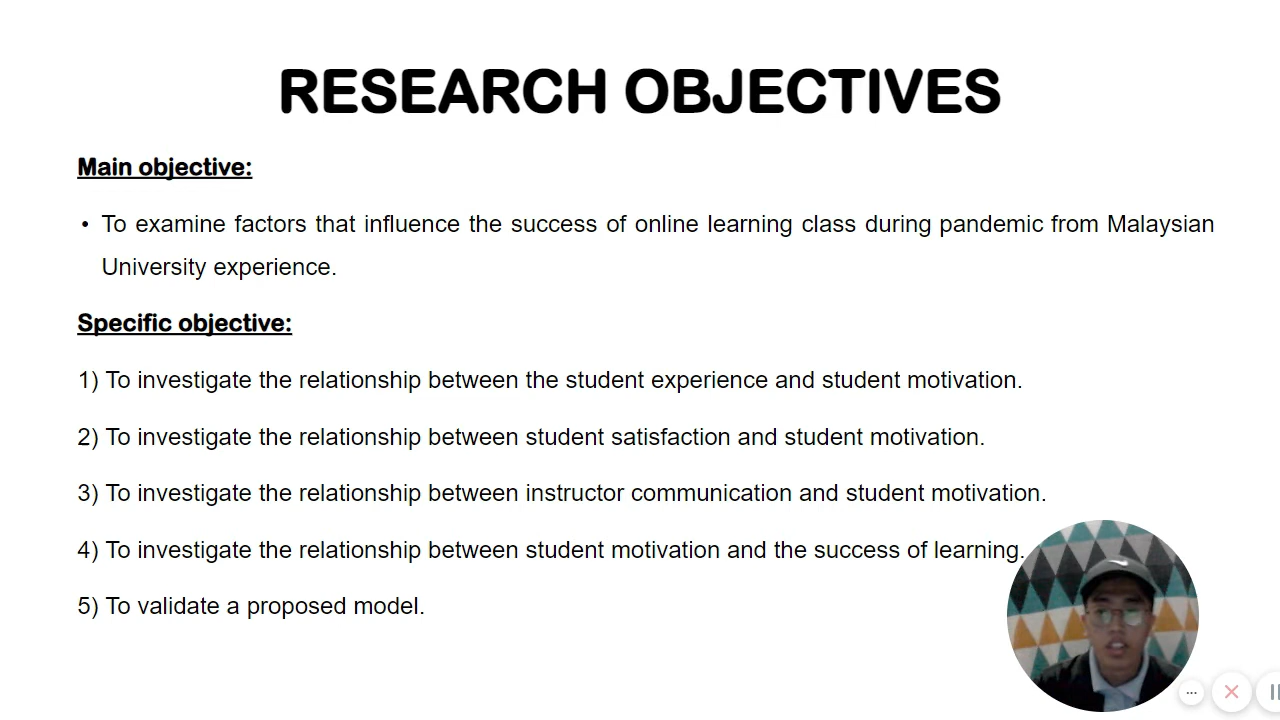 RESEARCH OBJECTIVES
Main objective:
• To examine factors that influence the success of online learning class during pandemic from Malaysian
University experience.
Specific objective:
1) To investigate the relationship between the student experience and student motivation.
2) To investigate the relationship between student satisfaction and student motivation.
3) To investigate the relationship between instructor communication and student motivation.
4) To investigate the relationship between student motivation and the success of learning.
5) To validate a proposed model.